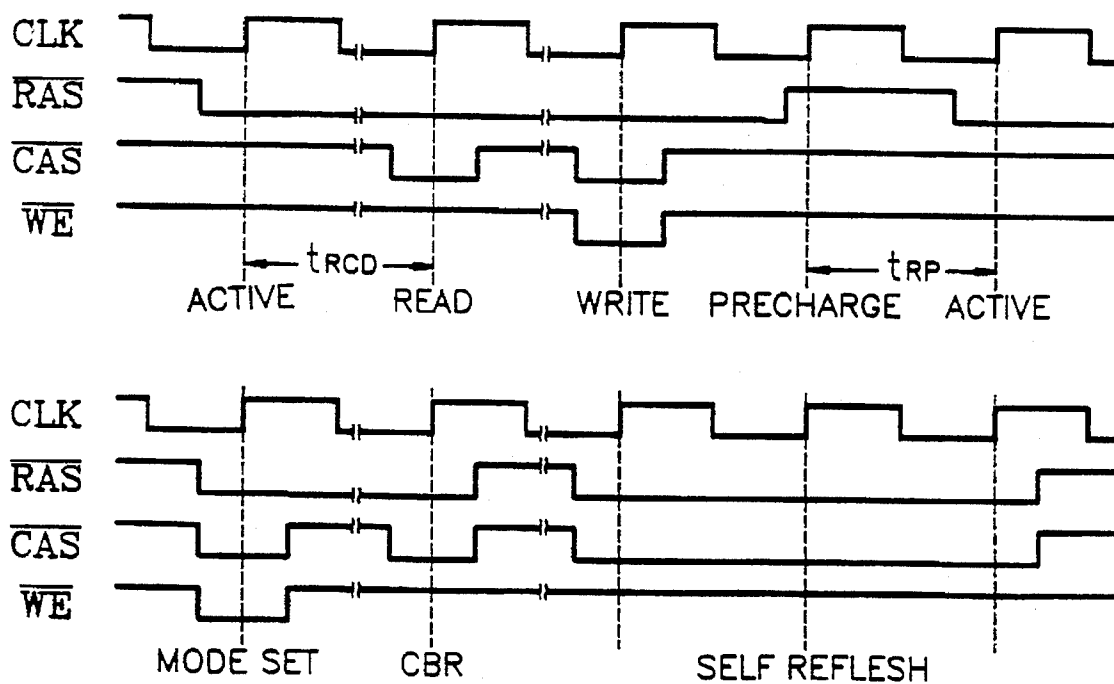 CLK
RAS
CAS
WE
tRCD
tRP
ACTIVE READ WRITE PRECHARGE ACTIVE
CLK
RAS
CAS
WE
MODE SET CBR SELF REFLESH